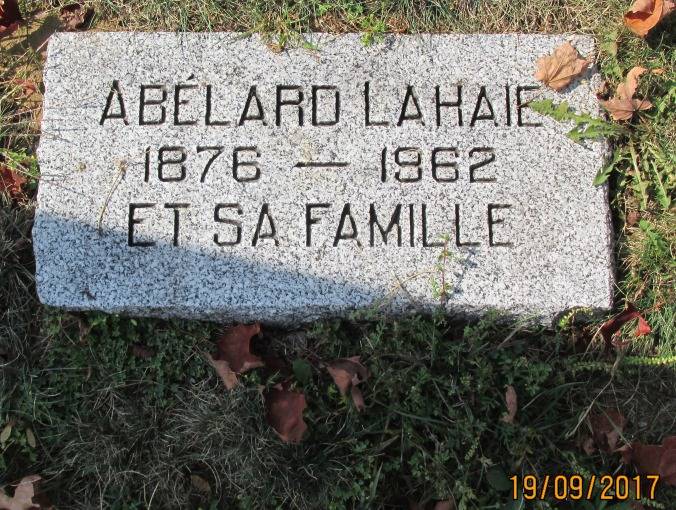 ABÉLARD LAHAIE
1876 — 1962
ET SA FAMILLE
19/09/2017